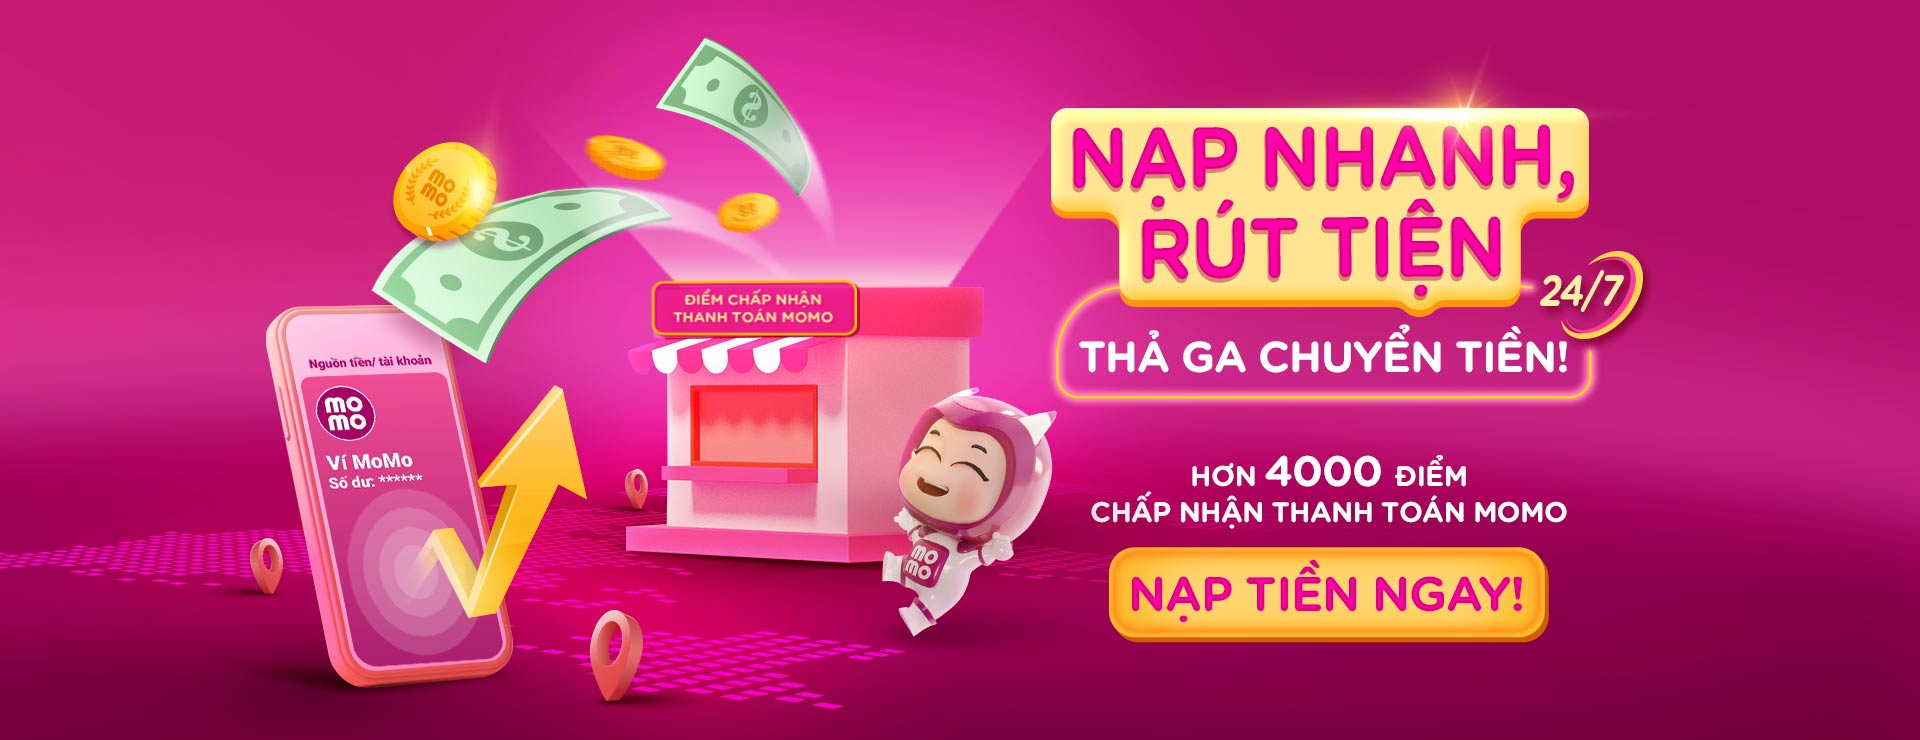 NẠP NHANH,
RÚT TIỆN
24/7
THẢ GA CHUYỂN TIỀN!
HƠN 4000 ĐIỂM
CHẤP NHẬN THANH TOÁN MOMO
NẠP TIỀN NGAY!
ĐIỂM CHẤP NHẬN
THANH TOÁN MOMO
mo
mo
Nguồn tiền/ tài khoản
mo
mo
Ví MoMo
Số dư: ******
mo
mo